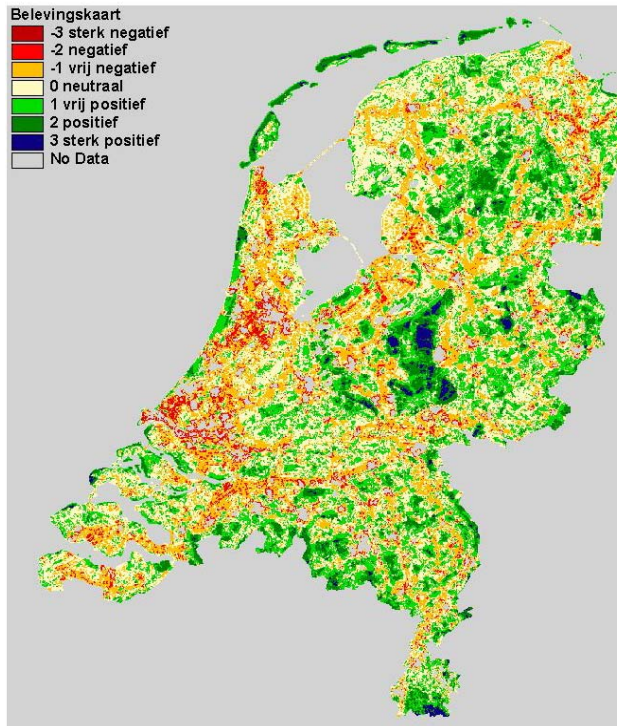 Belevingskaart
-3 sterk negatief
-2 negatief
-1 vrij negatief
0 neutraal
1 vrij positief
2 positief
3 sterk positief
No Data